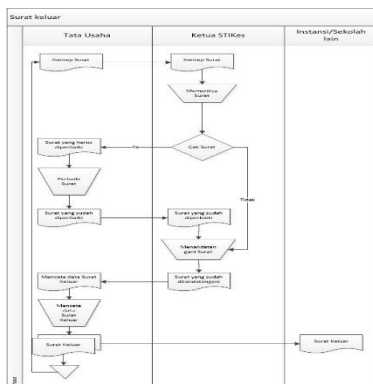 Surat keluar
Tata Usaha
Ketua STIKes
Instansi/Sekolah
lain
Konsep Surat
Konsep Surat
Memeriksa
Surat
Surat yang harus
diperbaiki
Ya
Cek Surat
Perbaiki
Surat
Tidak
Surat yang sudah
diperbaiki
Surat yang sudah
diperbaiki
Menandatan
gani Surat
Mencatat data Surat
Keluar
Surat yang sudah
ditandatangani
Mencatat
data
Surat
Keluar
Surat Keluar
Surat Keluar